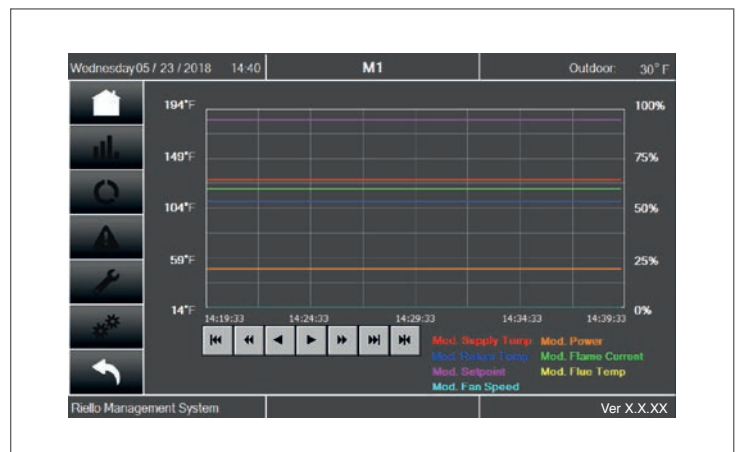 Wednesday 05 / 23 / 2018 14:40 M1 Outdoor: 30°F
194°F 100%
149°F 75%
104°F 50%
59°F 25%
14°F 0%
14:19:33 14:24:33 14:29:33 14:34:33 14:39:33
Mod. Supply Temp Mod. Power
Mod. Return Temp Mod. Flame Current
Mod. Setpoint Mod. Flue Temp
Mod. Fan Speed
Riello Management System Ver X.X.XX